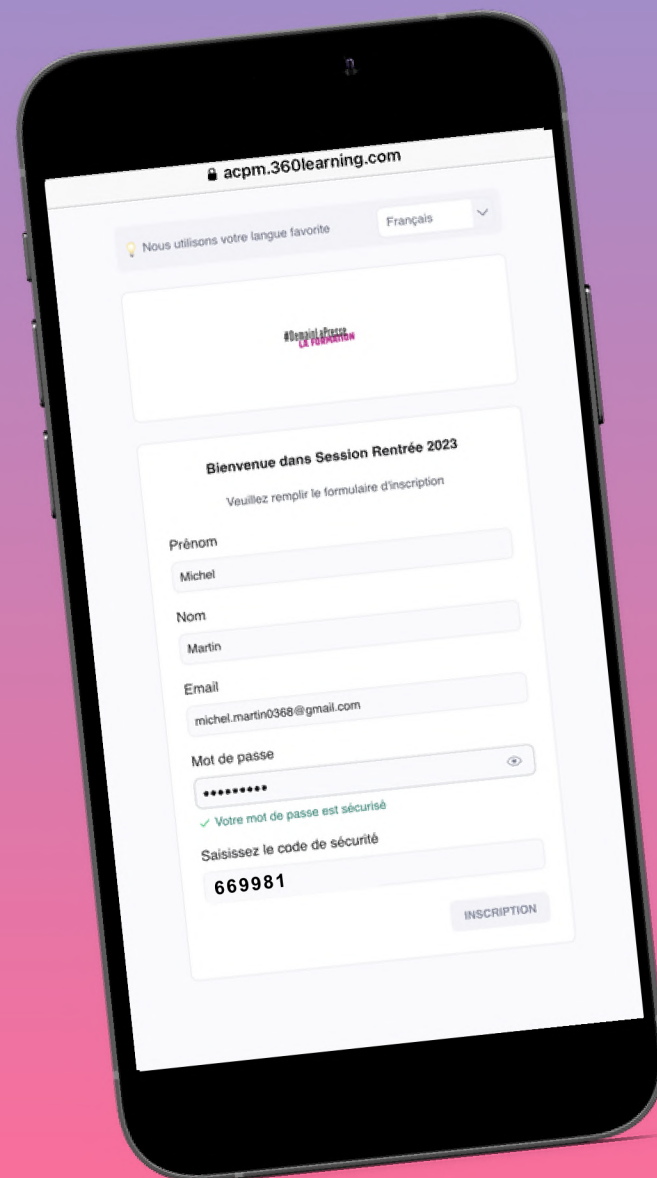 acpm.360learning.com
Nous utilisons votre langue favorite
Français
#DemainLaPresse
LA FORMATION
Bienvenue dans Session Rentrée 2023
Veuillez remplir le formulaire d'inscription
Prénom
Michel
Nom
Martin
Email
michel.martin0368@gmail.com
Mot de passe
•••••••••
Votre mot de passe est sécurisé
Saisissez le code de sécurité
669981
INSCRIPTION